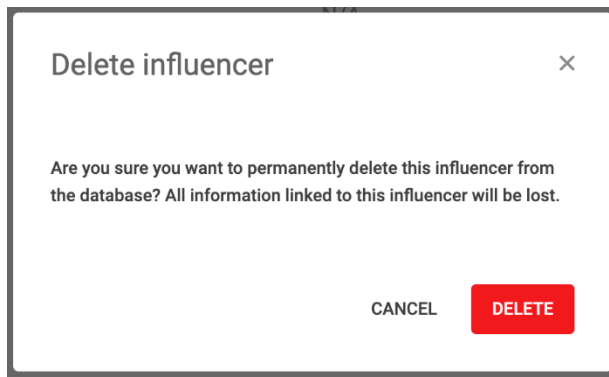 Delete influencer
Are you sure you want to permanently delete this influencer from
the database? All information linked to this influencer will be lost.
CANCEL DELETE